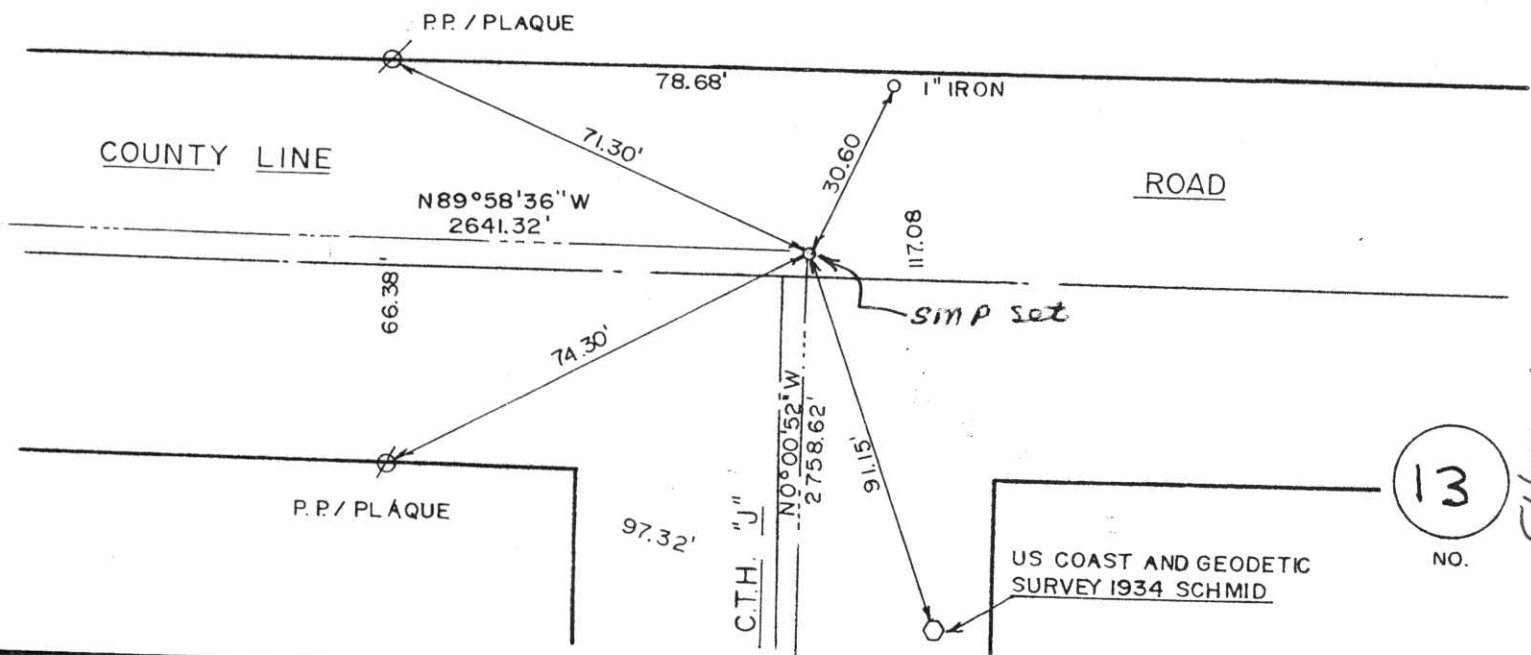 P.P. / PLAQUE
78.68'
1" IRON
COUNTY LINE
71.30'
30.60
ROAD
N89°58'36"W
2641.32'
117.08
66.38
smp set
74.30'
N0°00'52"W
2758.62'
91.15'
13
P.P. / PLAQUE
97.32'
C.T.H. "J"
US COAST AND GEODETIC
SURVEY 1934 SCHMID
NO.